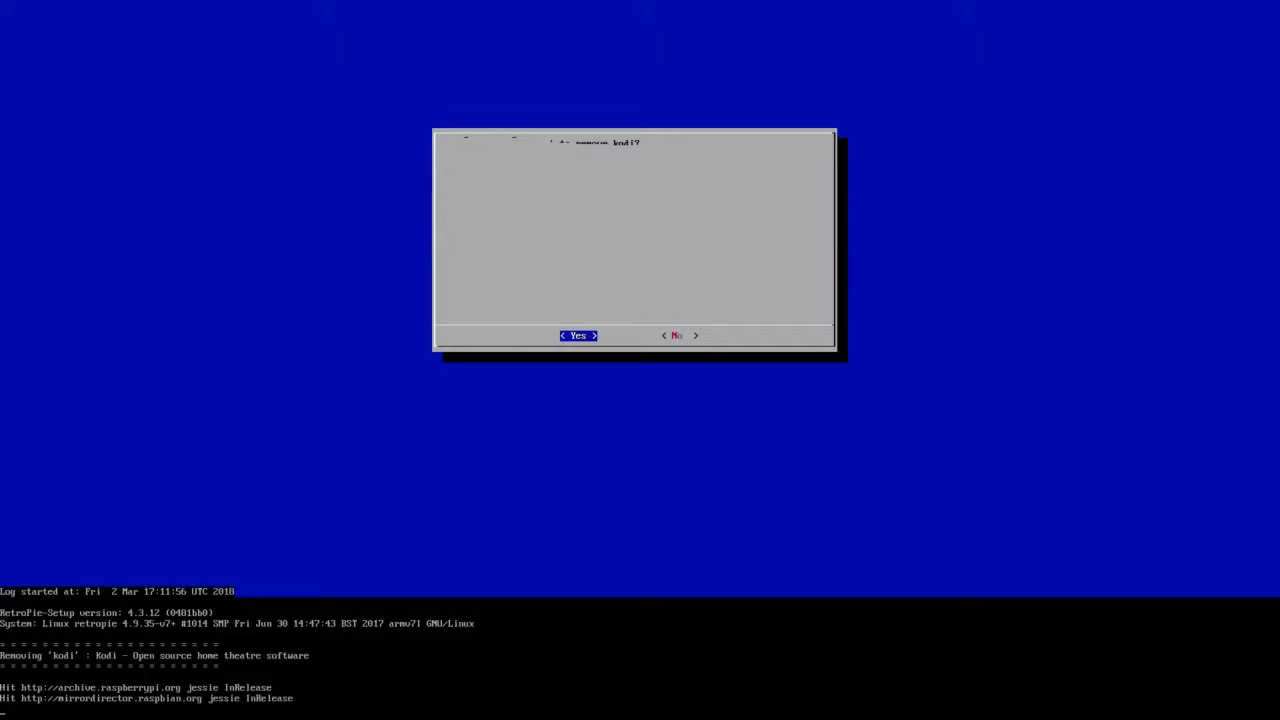 remove kodi?
< Yes > < No >
Log started at: Fri 2 Mar 17:11:56 UTC 2018
RetroPie-Setup version: 4.3.12 (0481bb0)
System: Linux retropie 4.9.35-v7+ #1014 SMP Fri Jun 30 14:47:43 BST 2017 armv7l GNU/Linux
= = = = = = = = = = = = = = = = = = = = =
Removing 'kodi' : Kodi - Open source home theatre software
= = = = = = = = = = = = = = = = = = = = =
Hit http://archive.raspberrypi.org jessie InRelease
Hit http://mirrordirector.raspbian.org jessie InRelease